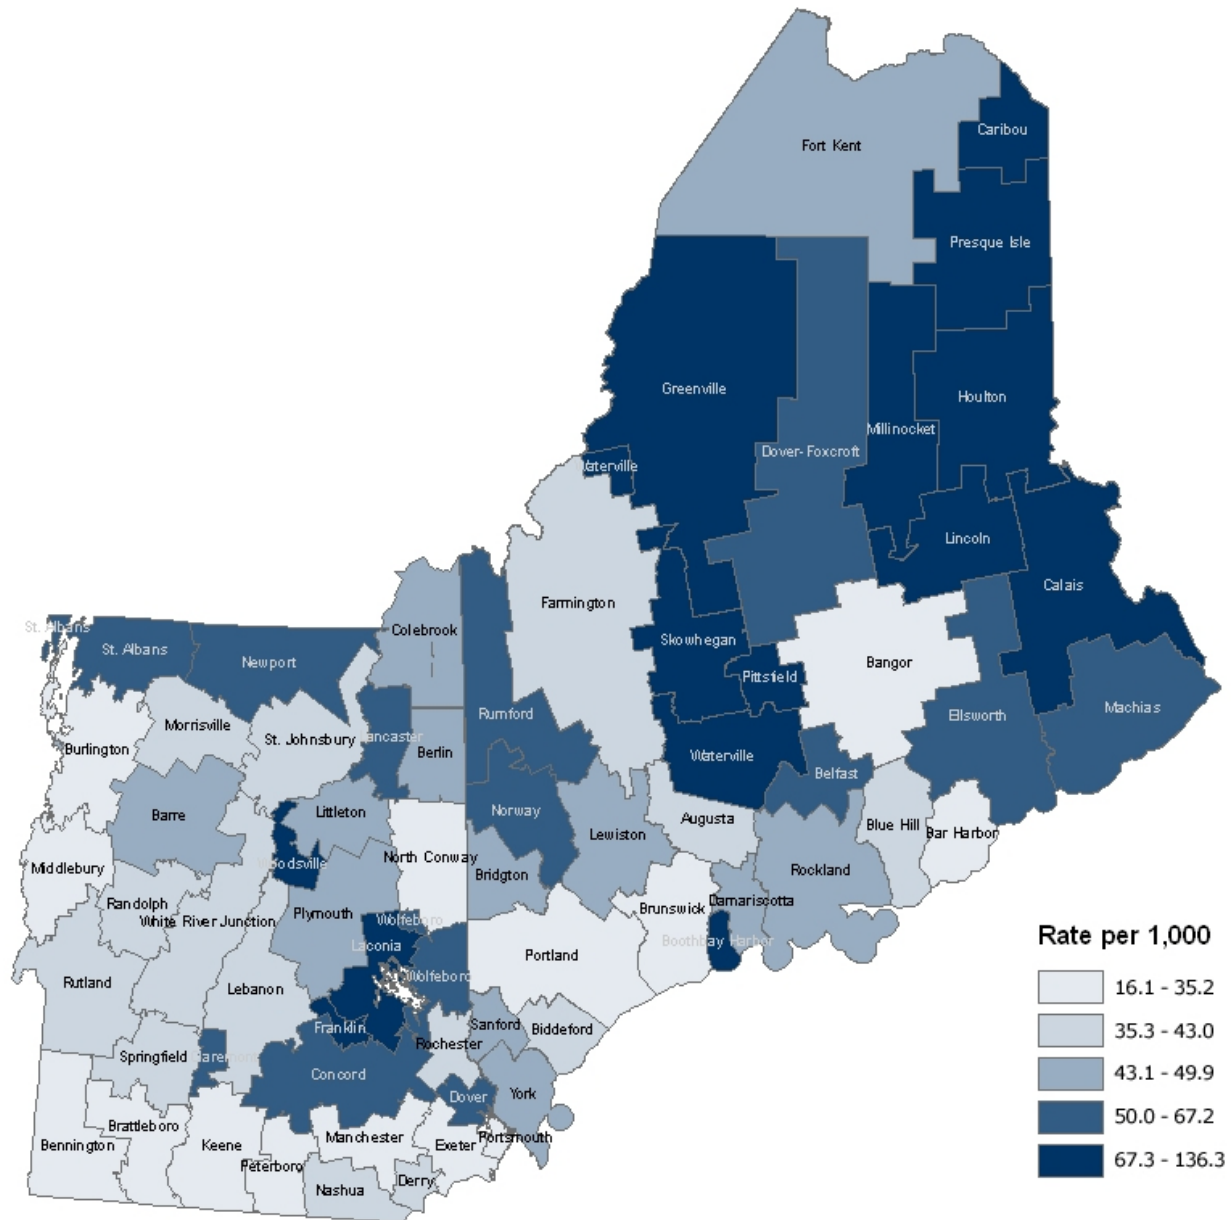 Caribou
Fort Kent
Presque Isle
Greenville
Houlton
Millinocket
Dover-Foxcroft
Waterville
Lincoln
Calais
Farmington
St. Albans
Colebrook
Skowhegan
St. Albans
Bangor
Newport
Pittsfield
Machias
Rumford
Ellsworth
Morrisville
Lancaster
St. Johnsbury
Burlington
Berlin
Waterville
Belfast
Norway
Littleton
Barre
Augusta
Blue Hill
Lewiston
Bar Harbor
North Conway
Woodsville
Middlebury
Rockland
Bridgton
Damariscotta
Randolph
Brunswick
Plymouth
White River Junction
Wolfeboro
Rate per 1,000
Laconia
Boothbay Harbor
Portland
Wolfeboro
Rutland
Lebanon
16.1 - 35.2
Sanford
Franklin
Biddeford
35.3 - 43.0
Rochester
Springfield
Claremont
Concord
43.1 - 49.9
York
Dover
50.0 - 67.2
Brattleboro
Manchester
Portsmouth
Bennington
Keene
Exeter
67.3 - 136.3
Peterboro
Derry
Nashua